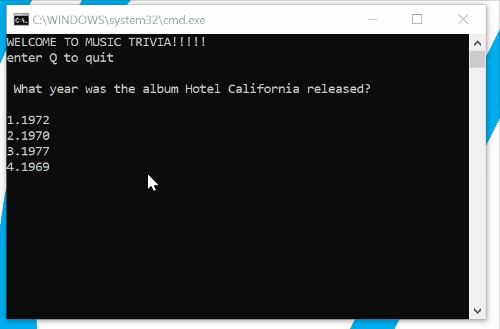 C:\WINDOWS\system32\cmd.exe
WELCOME TO MUSIC TRIVIA!!!!!
enter Q to quit
What year was the album Hotel California released?
1.1972
2.1970
3.1977
4.1969